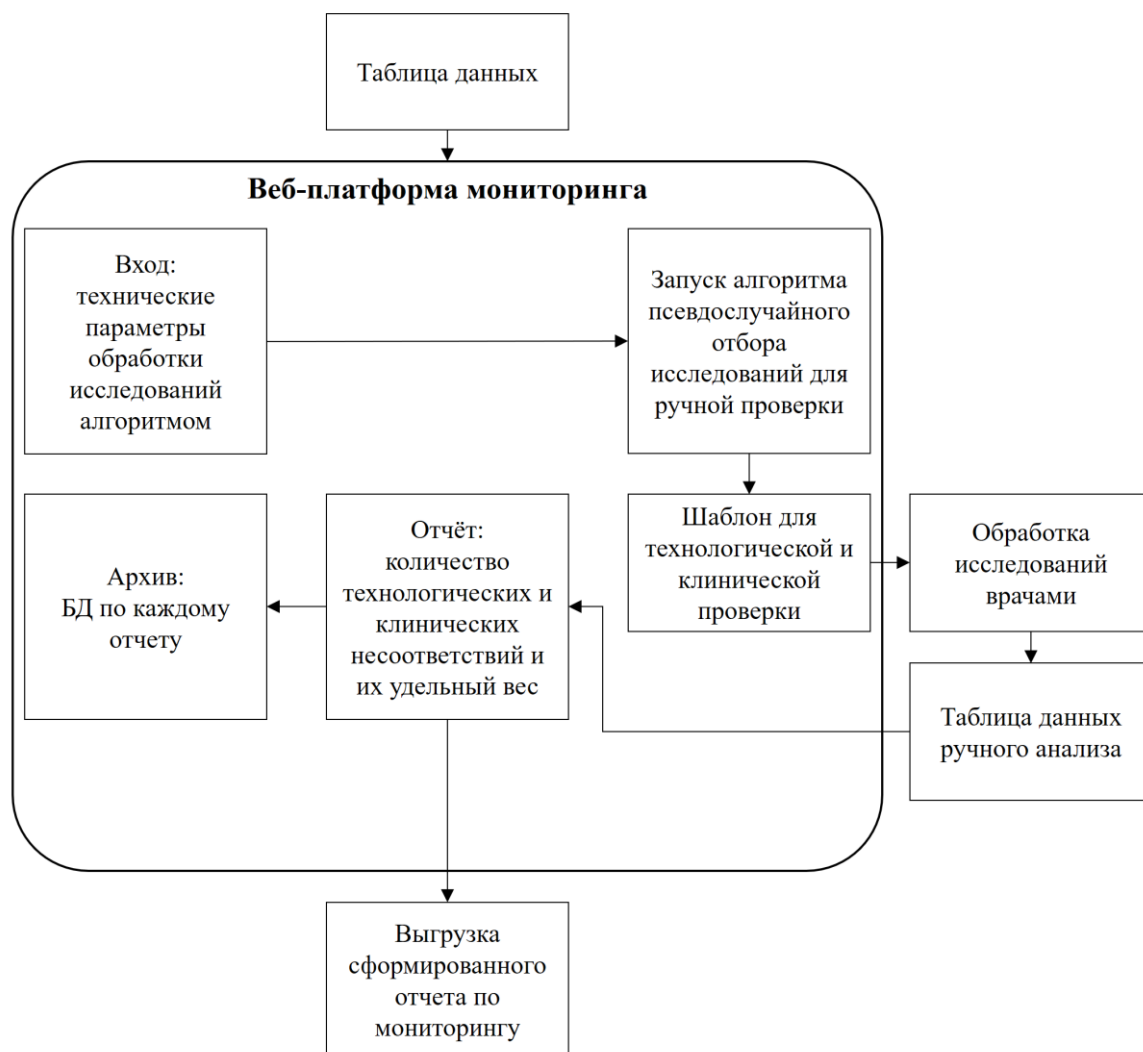 Таблица данных
Веб-платформа мониторинга
Вход:
технические
параметры
обработки
исследований
алгоритмом
Запуск алгоритма
псевдослучайного
отбора
исследований для
ручной проверки
Архив:
БД по каждому
отчету
Отчёт:
количество
технологических и
клинических
несоответствий и
их удельный вес
Шаблон для
технологической и
клинической
проверки
Обработка
исследований
врачами
Таблица данных
ручного анализа
Выгрузка
сформированного
отчета по
мониторингу